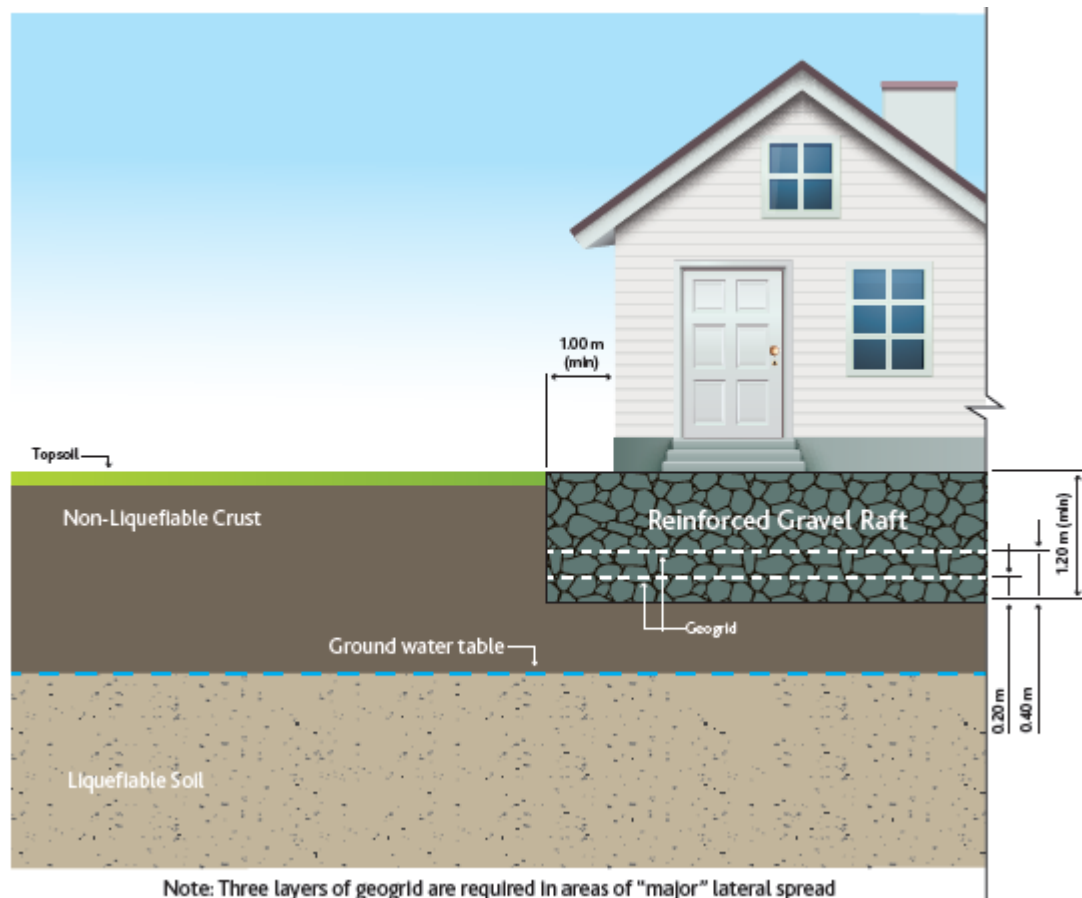 1.00 m
(min)
Topsoil
Non-Liquefiable Crust
Reinforced Gravel Raft
1.20 m (min)
Geogrid
Ground water table
0.20 m
0.40 m
Liquefiable Soil
Note: Three layers of geogrid are required in areas of "major" lateral spread